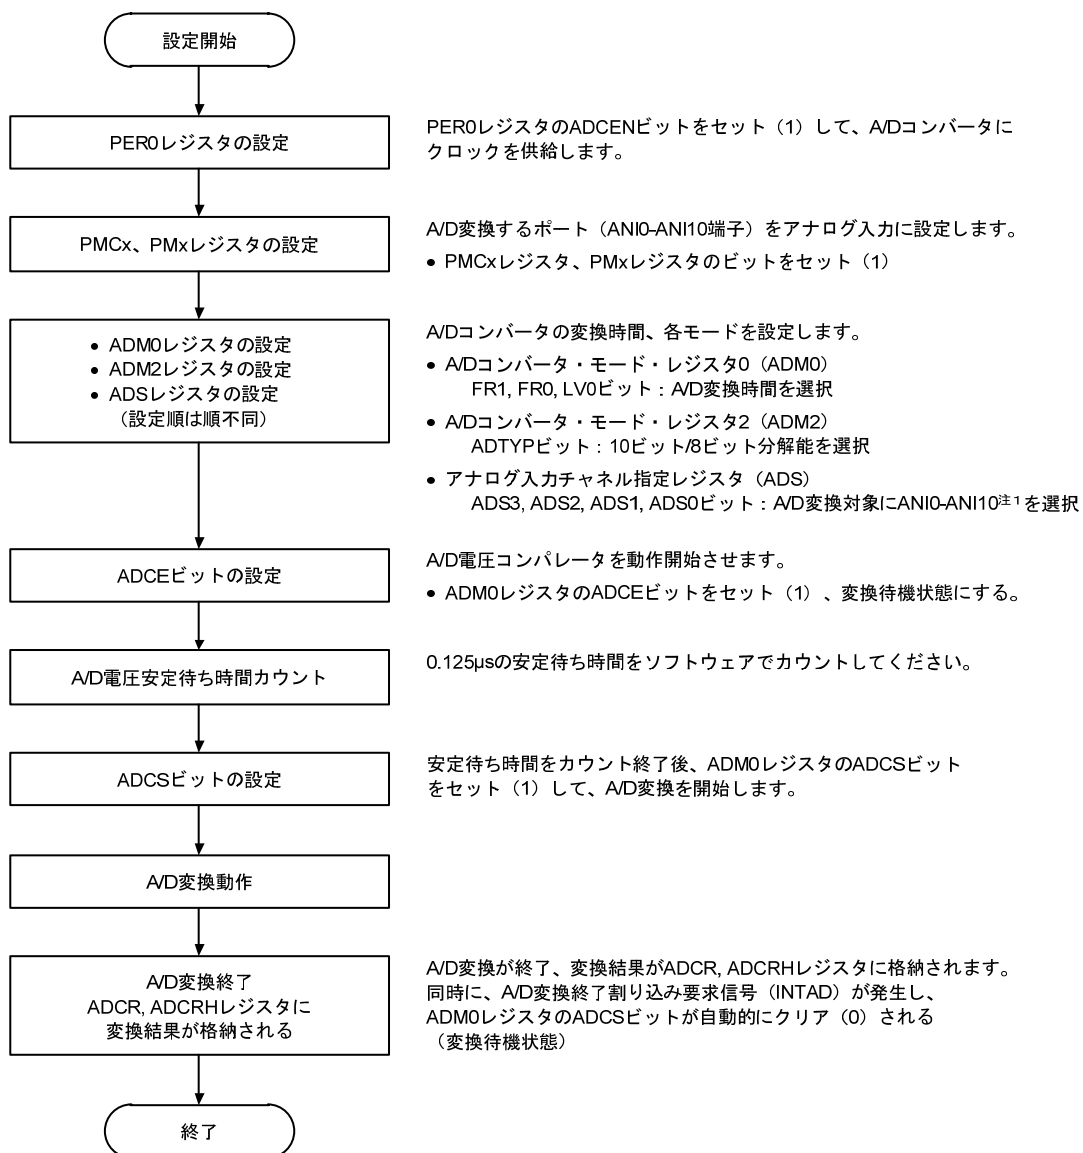 設定開始
PER0レジスタの設定
PER0レジスタのADCENビットをセット（1）して、A/Dコンバータに
クロックを供給します。
PMCx、PMxレジスタの設定
A/D変換するポート（ANI0-ANI10端子）をアナログ入力に設定します。
• PMCxレジスタ、PMxレジスタのビットをセット（1）
• ADM0レジスタの設定
• ADM2レジスタの設定
• ADSレジスタの設定
（設定順は順不同）
A/Dコンバータの変換時間、各モードを設定します。
• A/Dコンバータ・モード・レジスタ0（ADM0）
FR1, FR0, LV0ビット：A/D変換時間を選択
• A/Dコンバータ・モード・レジスタ2（ADM2）
ADTYPビット：10ビット/8ビット分解能を選択
• アナログ入力チャネル指定レジスタ（ADS）
ADS3, ADS2, ADS1, ADS0ビット：A/D変換対象にANI0-ANI10注1を選択
ADCEビットの設定
A/D電圧コンパレータを動作開始させます。
• ADM0レジスタのADCEビットをセット（1）、変換待機状態にする。
A/D電圧安定待ち時間カウント
0.125μsの安定待ち時間をソフトウェアでカウントしてください。
ADCSビットの設定
安定待ち時間をカウント終了後、ADM0レジスタのADCSビット
をセット（1）して、A/D変換を開始します。
A/D変換動作
A/D変換終了
ADCR, ADCRHレジスタに
変換結果が格納される
A/D変換が終了、変換結果がADCR, ADCRHレジスタに格納されます。
同時に、A/D変換終了割り込み要求信号（INTAD）が発生し、
ADM0レジスタのADCSビットが自動的にクリア（0）される
（変換待機状態）
終了